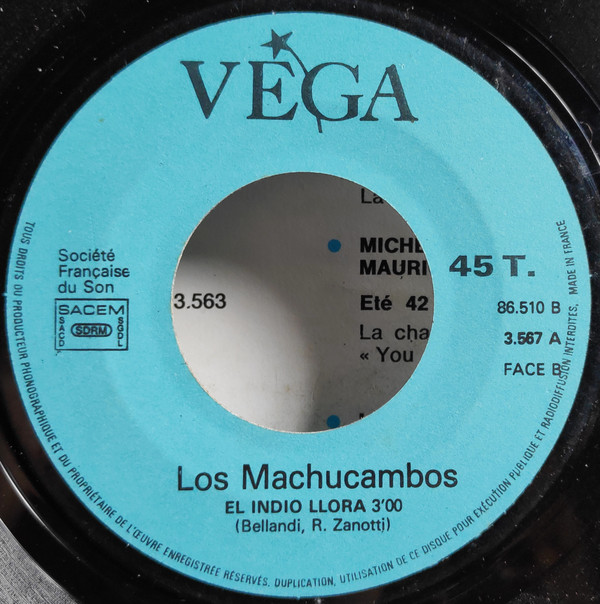 VEGA
Société
Française
du Son
SACEM
SACD
SDRM
SGDL
45 T.
86.510 B
3.567 A
FACE B
3.563
La
MICHE
MAURI
Eté 42
La cha
« You
Los Machucambos
EL INDIO LLORA 3'00
(Bellandi, R. Zanotti)
TOUS DROITS DU PRODUCTEUR PHONOGRAPHIQUE ET DU PROPRIÉTAIRE DE L'ŒUVRE ENREGISTRÉE RÉSERVÉS. DUPLICATION, UTILISATION DE CE DISQUE POUR EXÉCUTION PUBLIQUE ET RADIODIFFUSION INTERDITES. MADE IN FRANCE